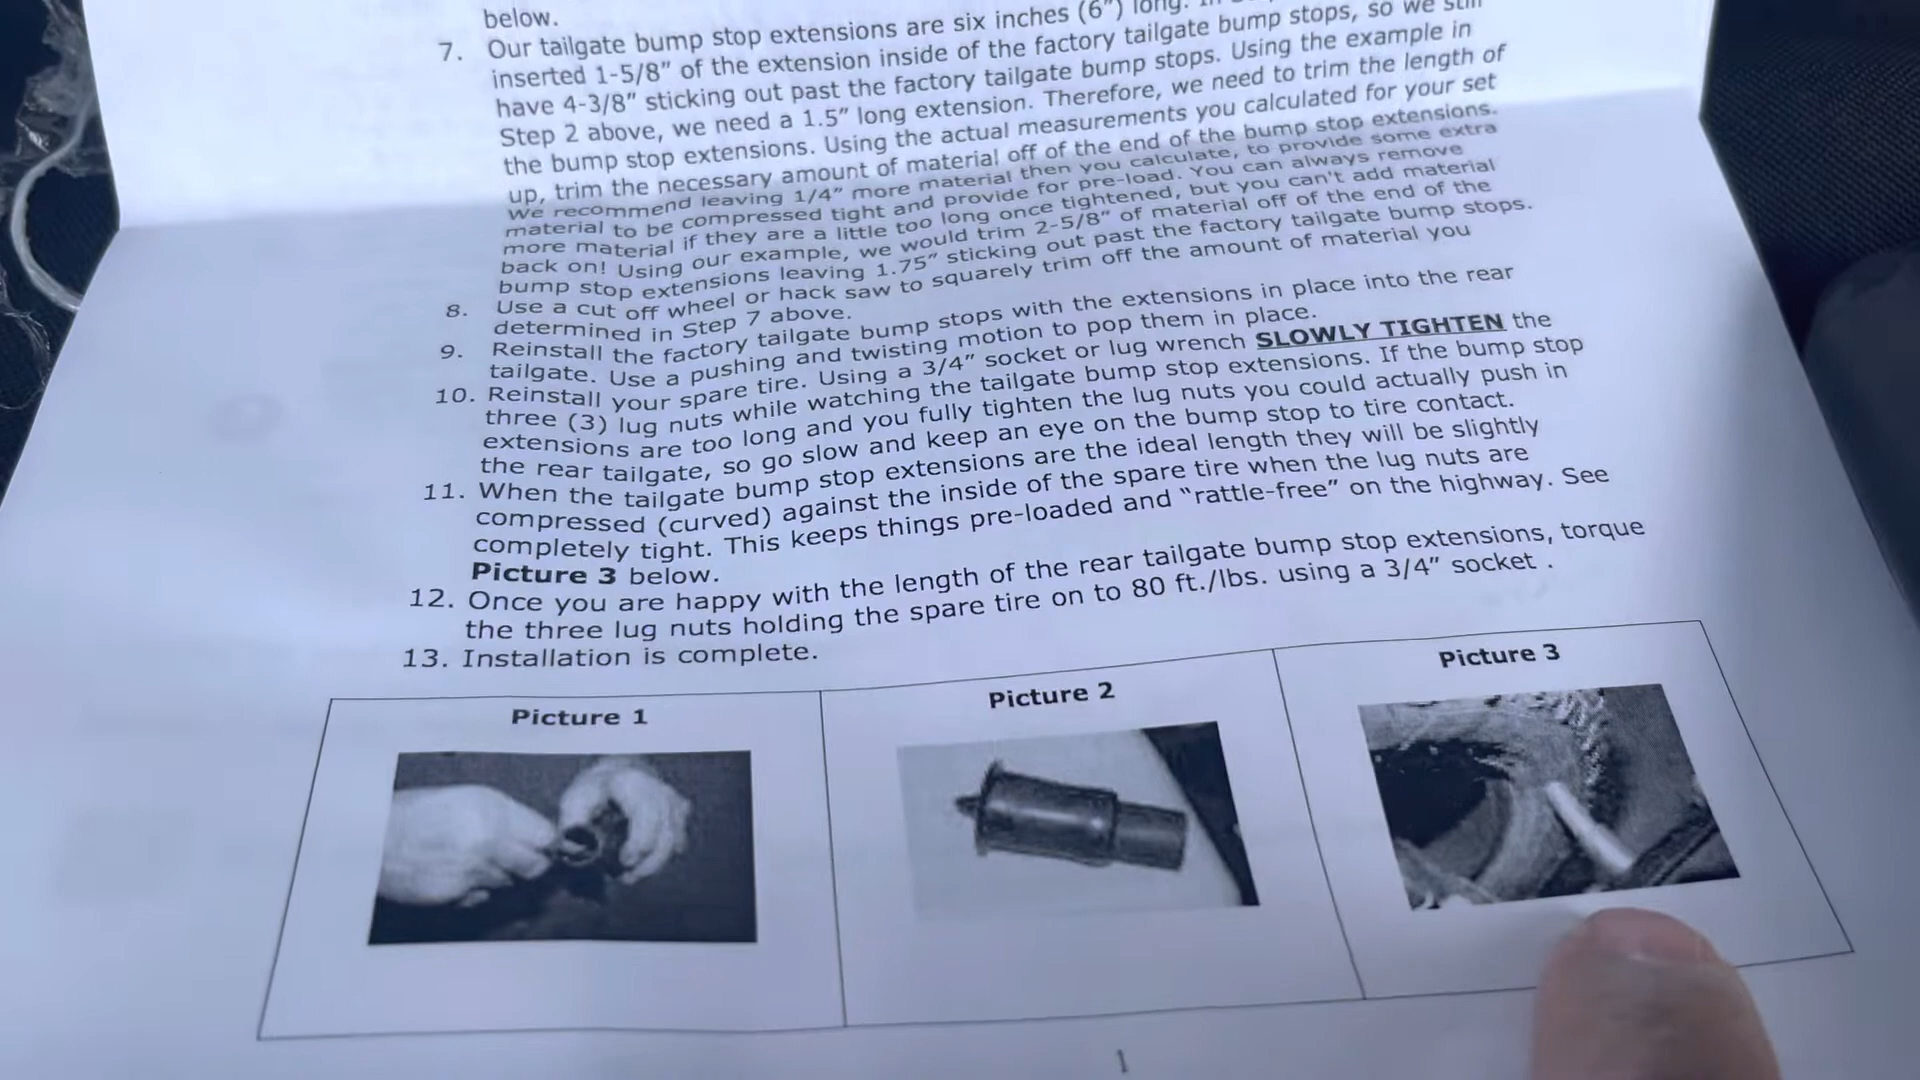 below.
7. Our tailgate bump stop extensions are six inches (6") long.
inserted 1-5/8" of the extension inside of the factory tailgate bump stops, so we still
have 4-3/8" sticking out past the factory tailgate bump stops. Using the example in
Step 2 above, we need a 1.5" long extension. Therefore, we need to trim the length of
the bump stop extensions. Using the actual measurements you calculated for your set
up, trim the necessary amount of material off of the end of the bump stop extensions.
We recommend leaving 1/4" more material then you calculate, to provide some extra
material to be compressed tight and provide for pre-load. You can always remove
more material if they are a little too long once tightened, but you can't add material
back on! Using our example, we would trim 2-5/8" of material off of the end of the
bump stop extensions leaving 1.75" sticking out past the factory tailgate bump stops.
8. Use a cut off wheel or hack saw to squarely trim off the amount of material you
determined in Step 7 above.
9. Reinstall the factory tailgate bump stops with the extensions in place into the rear
tailgate. Use a pushing and twisting motion to pop them in place.
10. Reinstall your spare tire. Using a 3/4" socket or lug wrench SLOWLY TIGHTEN the
three (3) lug nuts while watching the tailgate bump stop extensions. If the bump stop
extensions are too long and you fully tighten the lug nuts you could actually push in
the rear tailgate, so go slow and keep an eye on the bump stop to tire contact.
11. When the tailgate bump stop extensions are the ideal length they will be slightly
compressed (curved) against the inside of the spare tire when the lug nuts are
completely tight. This keeps things pre-loaded and "rattle-free" on the highway. See
Picture 3 below.
12. Once you are happy with the length of the rear tailgate bump stop extensions, torque
the three lug nuts holding the spare tire on to 80 ft./lbs. using a 3/4" socket .
13. Installation is complete.
Picture 1
Picture 2
Picture 3
1